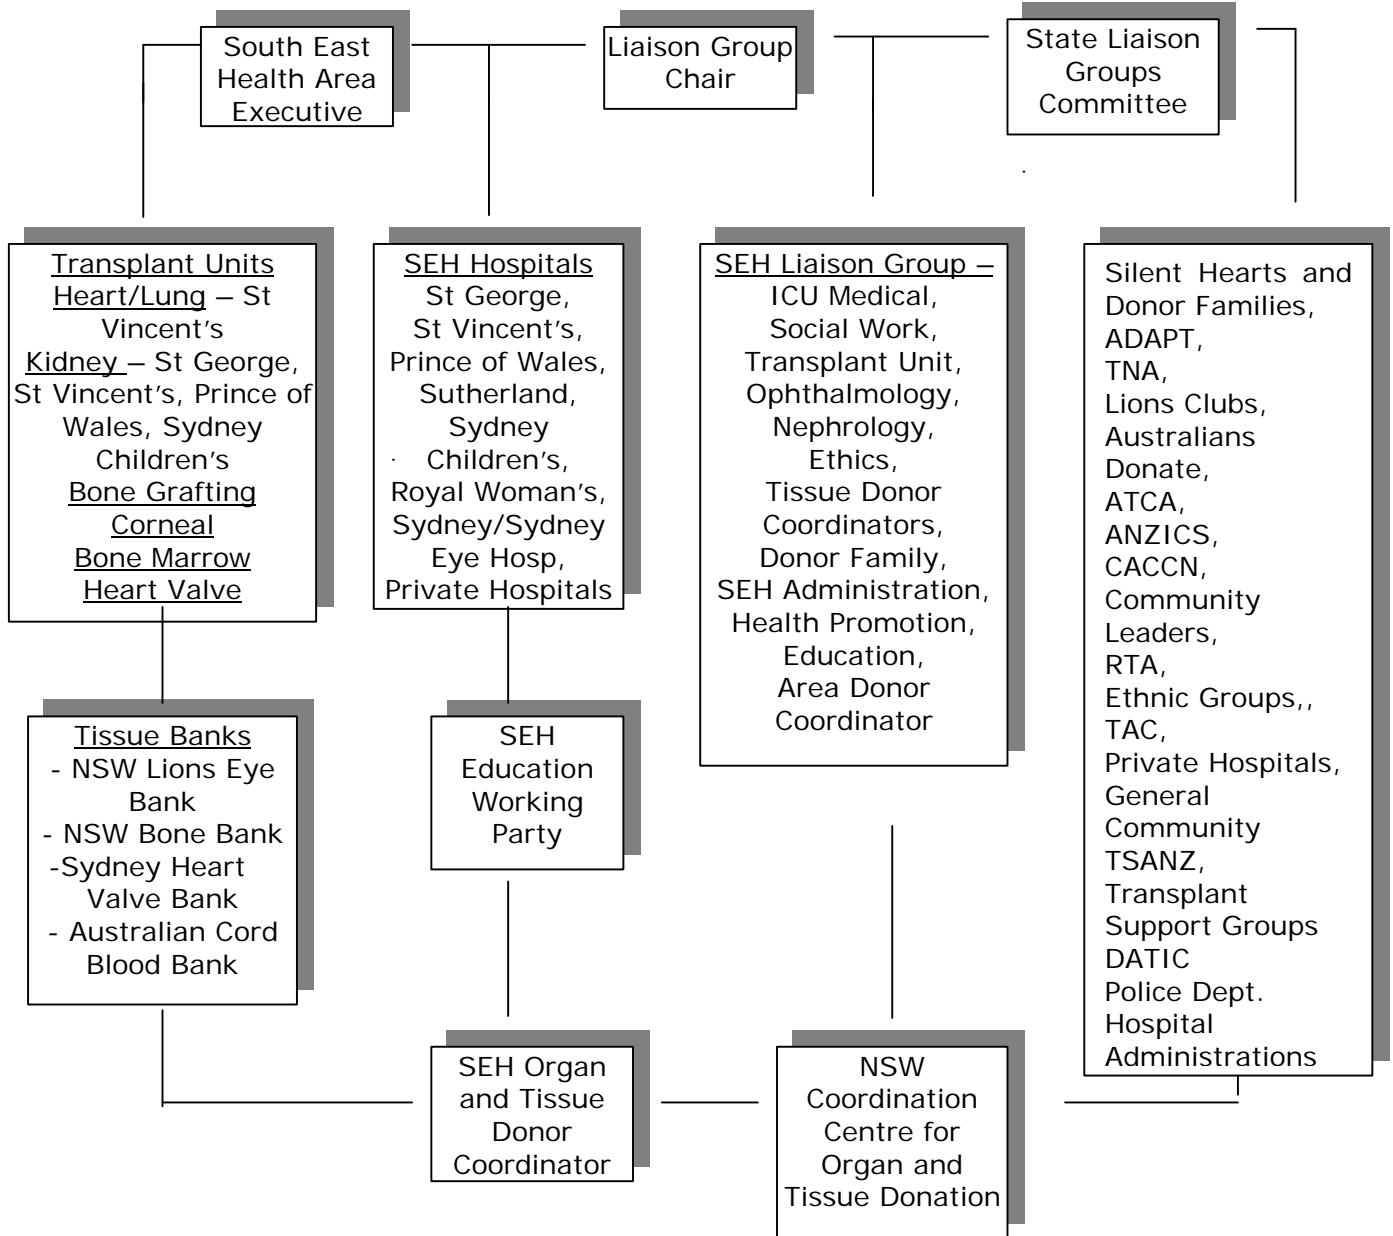 South East
Health Area
Executive
Liaison Group
Chair
State Liaison
Groups
Committee
Transplant Units
Heart/Lung – St
Vincent's
Kidney – St George,
St Vincent's, Prince of
Wales, Sydney
Children's
Bone Grafting
Corneal
Bone Marrow
Heart Valve
SEH Hospitals
St George,
St Vincent's,
Prince of Wales,
Sutherland,
Sydney
Children's,
Royal Woman's,
Sydney/Sydney
Eye Hosp,
Private Hospitals
SEH Liaison Group –
ICU Medical,
Social Work,
Transplant Unit,
Ophthalmology,
Nephrology,
Ethics,
Tissue Donor
Coordinators,
Donor Family,
SEH Administration,
Health Promotion,
Education,
Area Donor
Coordinator
Silent Hearts and
Donor Families,
ADAPT,
TNA,
Lions Clubs,
Australians
Donate,
ATCA,
ANZICS,
CACCN,
Community
Leaders,
RTA,
Ethnic Groups,,
TAC,
Private Hospitals,
General
Community
TSANZ,
Transplant
Support Groups
DATIC
Police Dept.
Hospital
Administrations
Tissue Banks
- NSW Lions Eye
Bank
- NSW Bone Bank
-Sydney Heart
Valve Bank
- Australian Cord
Blood Bank
SEH
Education
Working
Party
SEH Organ
and Tissue
Donor
Coordinator
NSW
Coordination
Centre for
Organ and
Tissue Donation